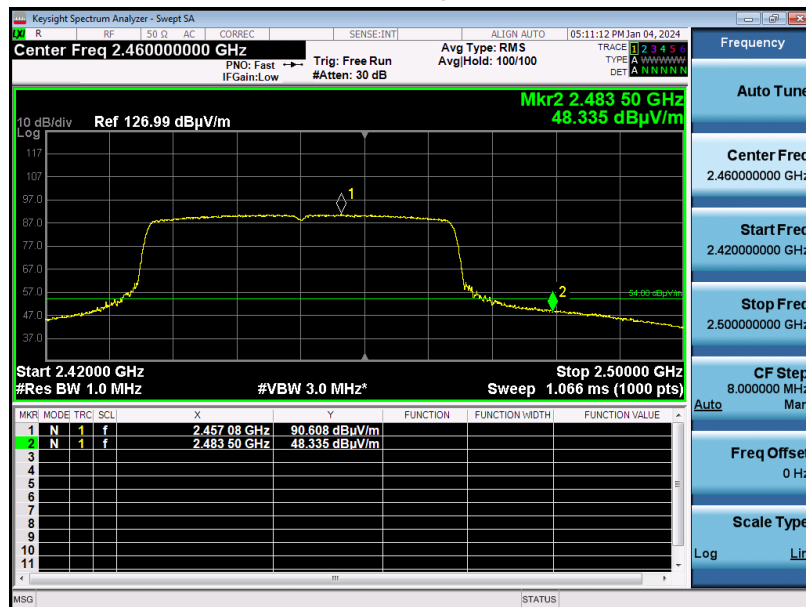 Keysight Spectrum Analyzer - Swept SA
LXI R RF 50 Ω AC CORREC SENSE:INT ALIGN AUTO 05:11:12 PM Jan 04, 2024
Center Freq 2.460000000 GHz
PNO: Fast
IFGain:Low
Trig: Free Run
#Atten: 30 dB
Avg Type: RMS
Avg|Hold: 100/100
TRACE 1 2 3 4 5 6
TYPE A W W W W W
DET A N N N N N
Mkr2 2.483 50 GHz
48.335 dBµV/m
10 dB/div Ref 126.99 dBµV/m
Log
117
107
97.0
87.0
77.0
67.0
57.0
47.0
37.0
1
2
54.00 dBµV/m
Start 2.42000 GHz Stop 2.50000 GHz
#Res BW 1.0 MHz #VBW 3.0 MHz* Sweep 1.066 ms (1000 pts)
MKR MODE TRC SCL X Y FUNCTION FUNCTION WIDTH FUNCTION VALUE
1 N 1 f 2.457 08 GHz 90.608 dBµV/m
2 N 1 f 2.483 50 GHz 48.335 dBµV/m
3
4
5
6
7
8
9
10
11
MSG STATUS
Frequency
Auto Tune
Center Freq
2.460000000 GHz
Start Freq
2.420000000 GHz
Stop Freq
2.500000000 GHz
CF Step
8.000000 MHz
Auto Man
Freq Offset
0 Hz
Scale Type
Log Lin